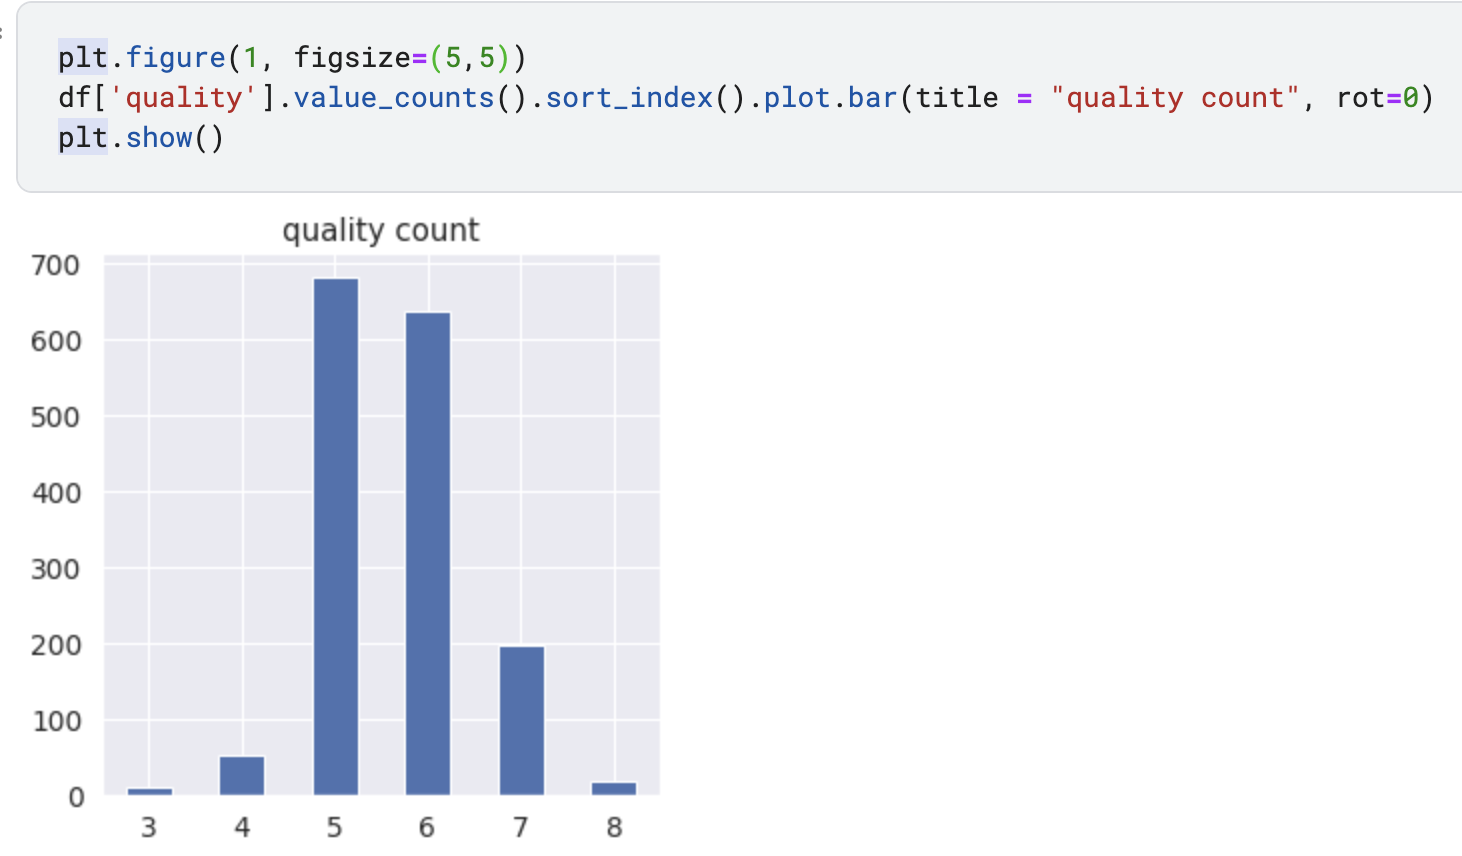 plt.figure(1, figsize=(5,5))
df['quality'].value_counts().sort_index().plot.bar(title = "quality count", rot=0)
plt.show()
quality count
700
600
500
400
300
200
100
0
3 4 5 6 7 8